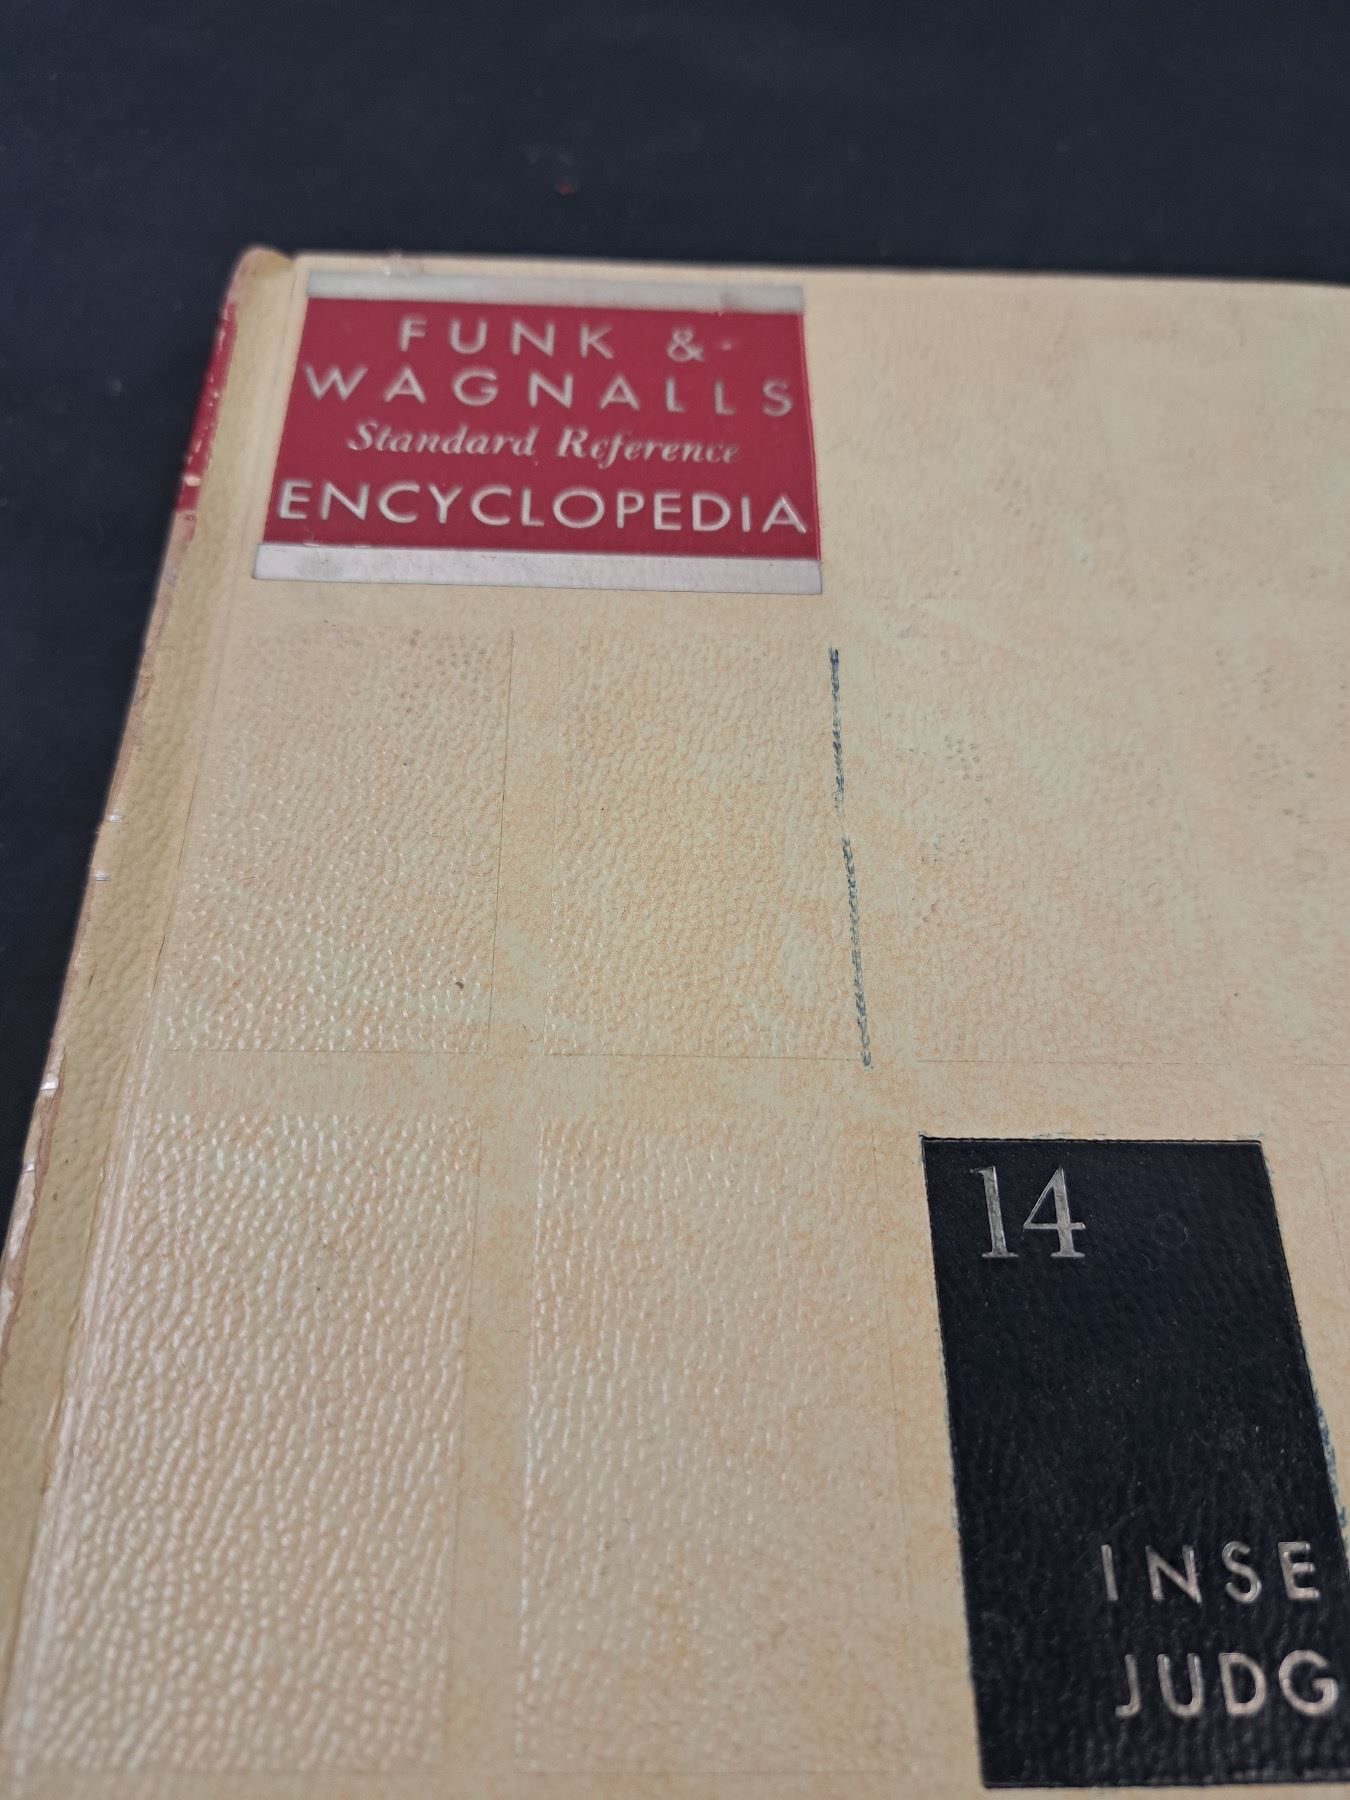 FUNK &
WAGNALLS
Standard Reference
ENCYCLOPEDIA
14
INSE
JUDG